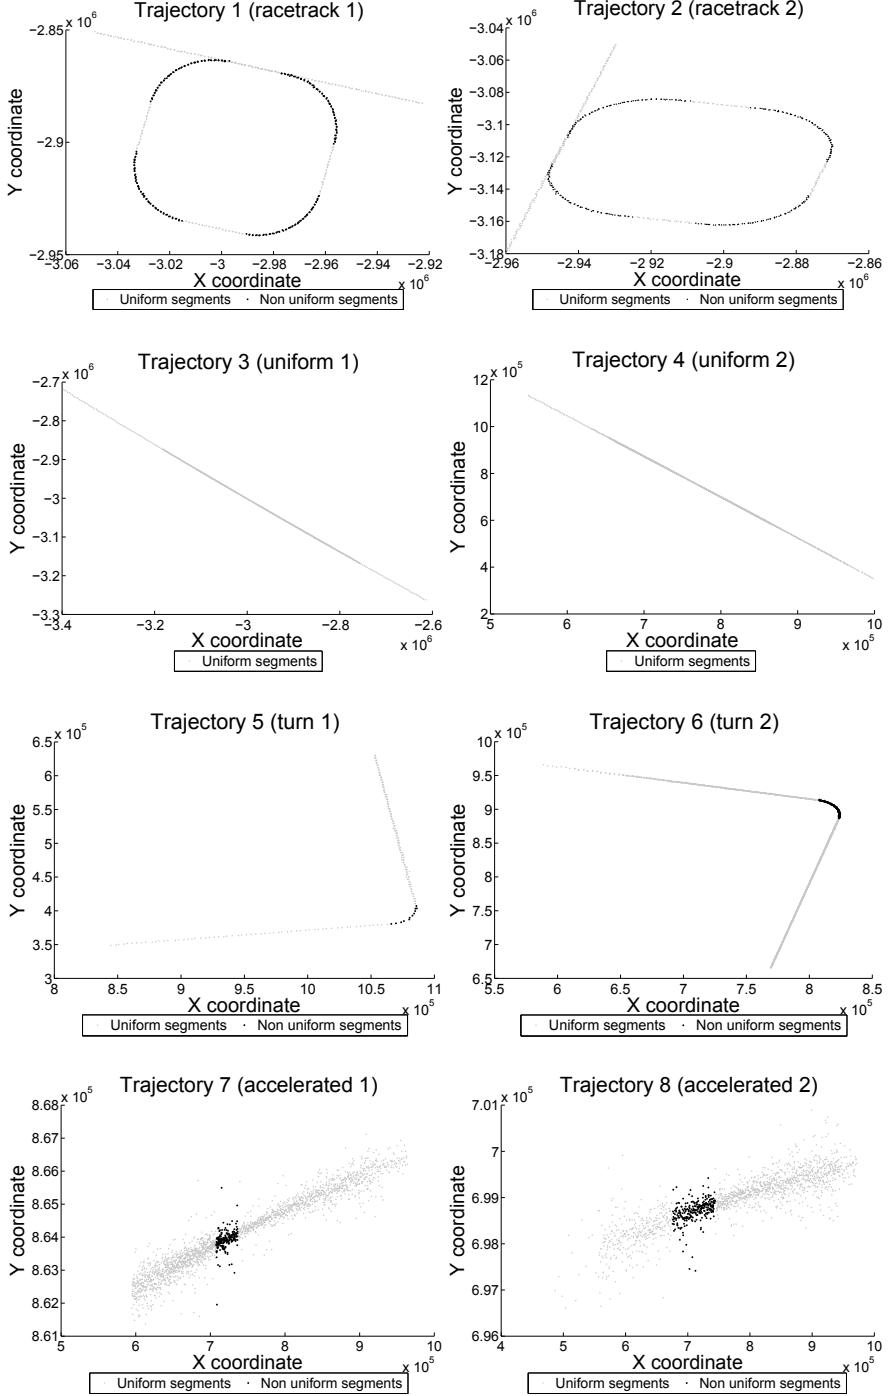 Trajectory 1 (racetrack 1)
x 10^6
−2.85
−2.9
−2.95
Y coordinate
−3.06 −3.04 −3.02 −3 −2.98 −2.96 −2.94 −2.92
X coordinate
x 10^6
Uniform segments Non uniform segments
Trajectory 2 (racetrack 2)
x 10^6
−3.04
−3.06
−3.08
−3.1
−3.12
−3.14
−3.16
−3.18
Y coordinate
−2.96 −2.94 −2.92 −2.9 −2.88 −2.86
X coordinate
x 10^6
Uniform segments Non uniform segments
Trajectory 3 (uniform 1)
x 10^6
−2.7
−2.8
−2.9
−3
−3.1
−3.2
−3.3
Y coordinate
−3.4 −3.2 −3 −2.8 −2.6
X coordinate
x 10^6
Uniform segments
Trajectory 4 (uniform 2)
x 10^5
12
10
8
6
4
2
Y coordinate
5 6 7 8 9 10
X coordinate
x 10^5
Uniform segments
Trajectory 5 (turn 1)
x 10^5
6.5
6
5.5
5
4.5
4
3.5
3
Y coordinate
8 8.5 9 9.5 10 10.5 11
X coordinate
x 10^5
Uniform segments Non uniform segments
Trajectory 6 (turn 2)
x 10^5
10
9.5
9
8.5
8
7.5
7
6.5
Y coordinate
5.5 6 6.5 7 7.5 8 8.5
X coordinate
x 10^5
Uniform segments Non uniform segments
Trajectory 7 (accelerated 1)
x 10^5
8.68
8.67
8.66
8.65
8.64
8.63
8.62
8.61
Y coordinate
5 6 7 8 9 10
X coordinate
x 10^5
Uniform segments Non uniform segments
Trajectory 8 (accelerated 2)
x 10^5
7.01
7
6.99
6.98
6.97
6.96
Y coordinate
4 5 6 7 8 9 10
X coordinate
x 10^5
Uniform segments Non uniform segments